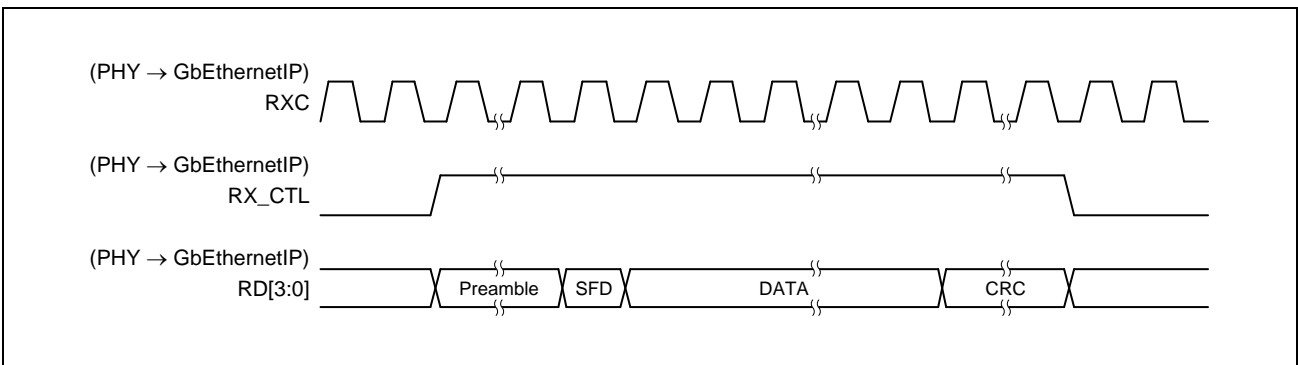 (PHY → GbEthernetIP)
RXC
(PHY → GbEthernetIP)
RX_CTL
(PHY → GbEthernetIP)
RD[3:0]
Preamble SFD DATA CRC